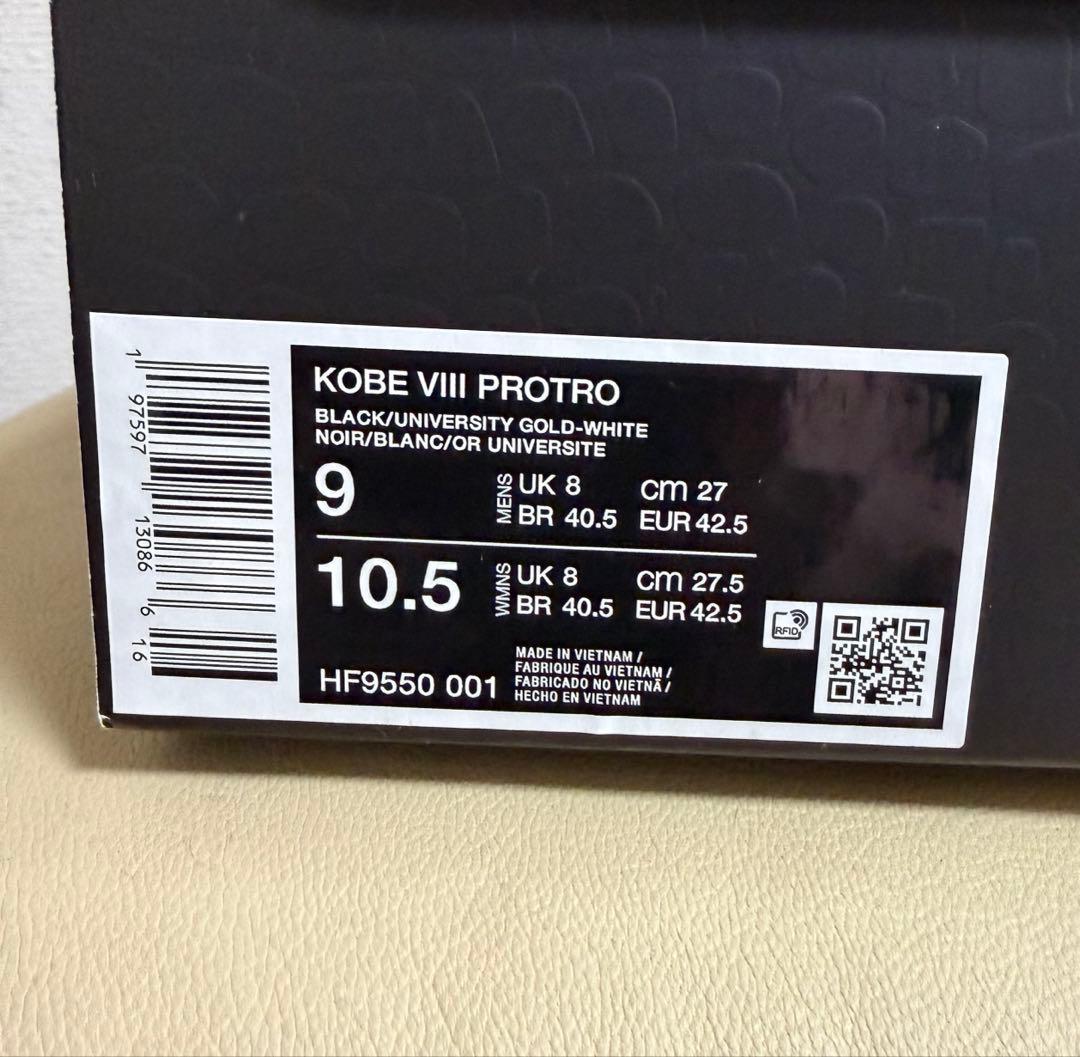 KOBE VIII PROTRO
BLACK/UNIVERSITY GOLD-WHITE
NOIR/BLANC/OR UNIVERSITE
9
MENS
UK 8 cm 27
BR 40.5 EUR 42.5
10.5
WMNS
UK 8 cm 27.5
BR 40.5 EUR 42.5
HF9550 001
MADE IN VIETNAM /
FABRIQUE AU VIETNAM /
FABRICADO NO VIETNÃ /
HECHO EN VIETNAM
RFID
1 97597 13086 6 16